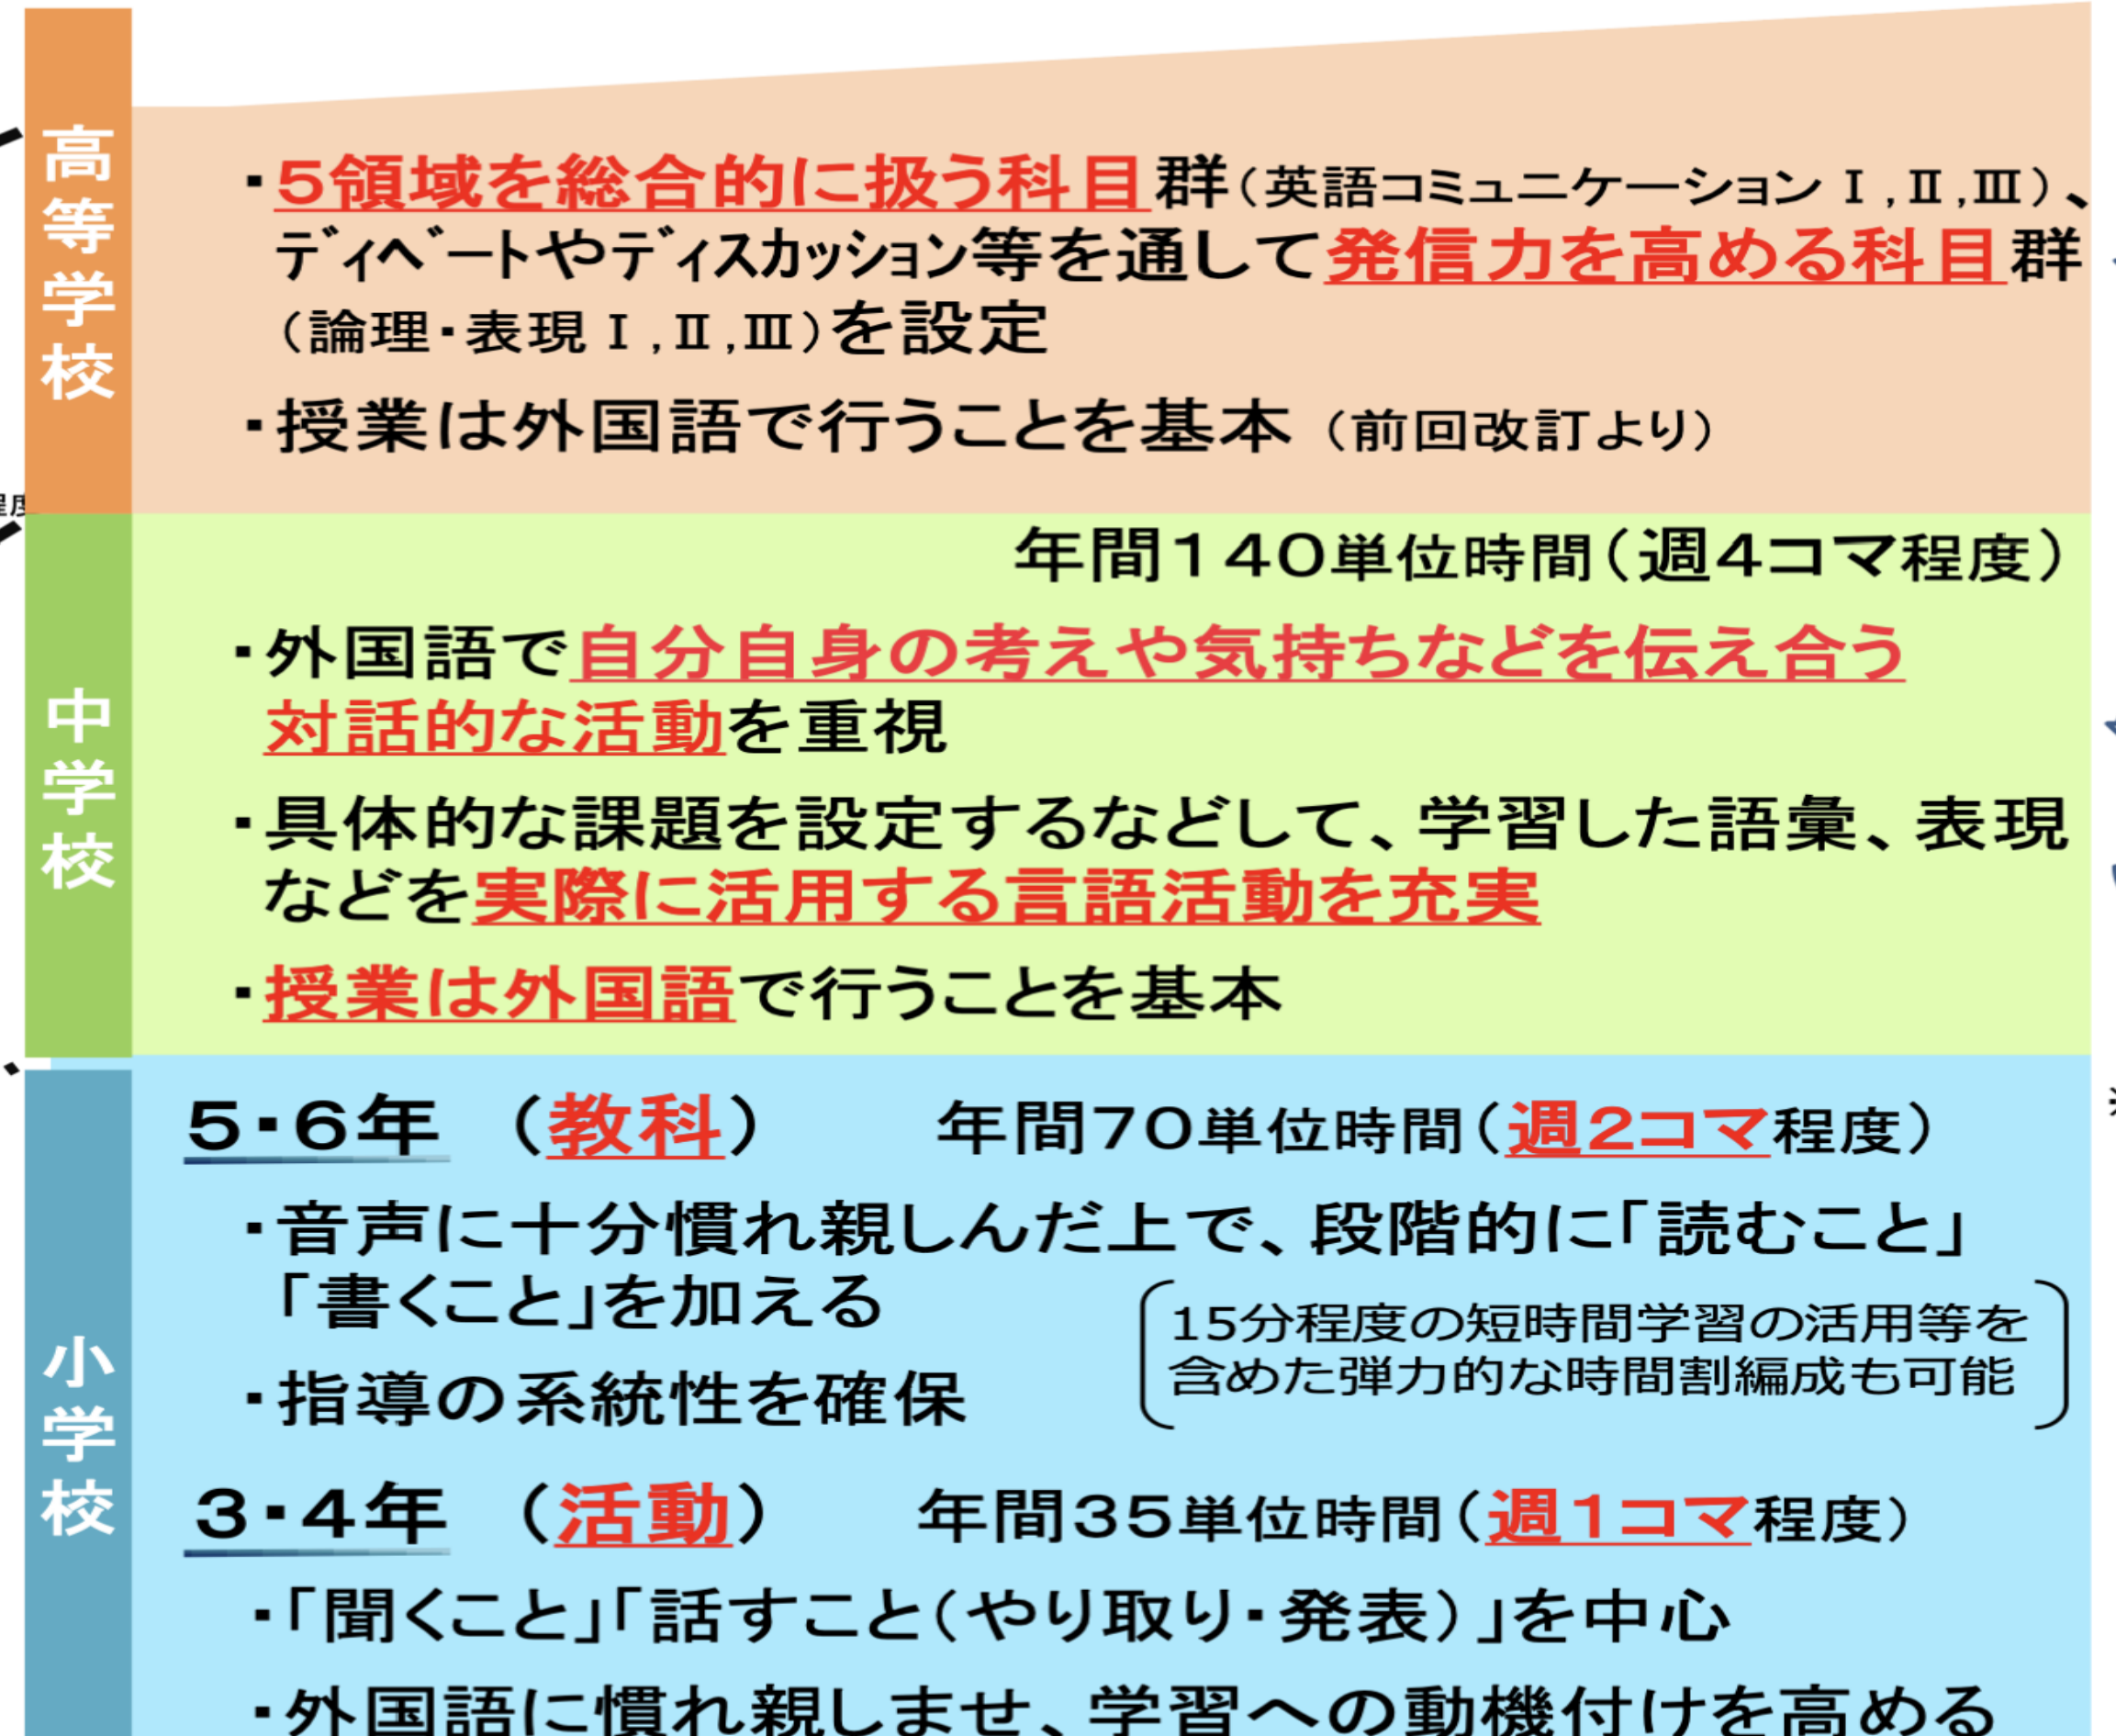 高等学校
・5領域を総合的に扱う科目群(英語コミュニケーションⅠ,Ⅱ,Ⅲ)、
ディベートやディスカッション等を通して発信力を高める科目群
(論理・表現Ⅰ,Ⅱ,Ⅲ)を設定
・授業は外国語で行うことを基本(前回改訂より)
程度
中学校
年間140単位時間(週4コマ程度)
・外国語で自分自身の考えや気持ちなどを伝え合う
対話的な活動を重視
・具体的な課題を設定するなどして、学習した語彙、表現
などを実際に活用する言語活動を充実
・授業は外国語で行うことを基本
小学校
5・6年 (教科) 年間70単位時間(週2コマ程度)
・音声に十分慣れ親しんだ上で、段階的に「読むこと」
「書くこと」を加える
・指導の系統性を確保
15分程度の短時間学習の活用等を
含めた弾力的な時間割編成も可能
3・4年 (活動) 年間35単位時間(週1コマ程度)
・「聞くこと」「話すこと(やり取り・発表)」を中心
・外国語に慣れ親しませ、学習への動機付けを高める